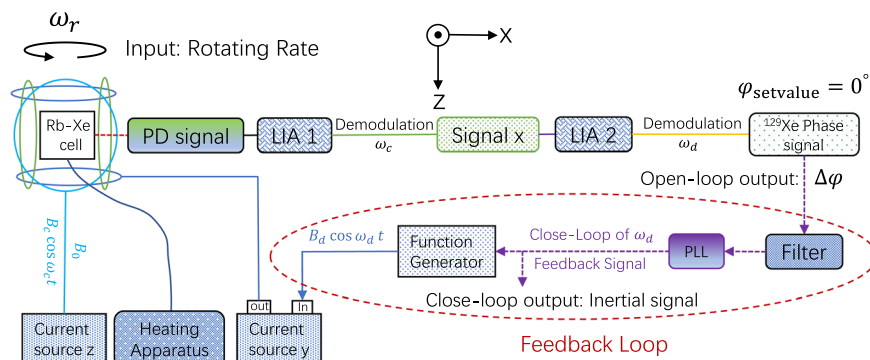 ω_r
Input: Rotating Rate
X
Z
φ_setvalue = 0°
Rb-Xe
cell
PD signal
LIA 1
Demodulation
ω_c
Signal x
LIA 2
Demodulation
ω_d
¹²⁹Xe Phase
signal
Open-loop output: Δφ
B_0
B_c cos ω_c t
B_d cos ω_d t
Function
Generator
Close-Loop of ω_d
Feedback Signal
PLL
Filter
Close-loop output: Inertial signal
out
In
Current
source z
Heating
Apparatus
Current
source y
Feedback Loop